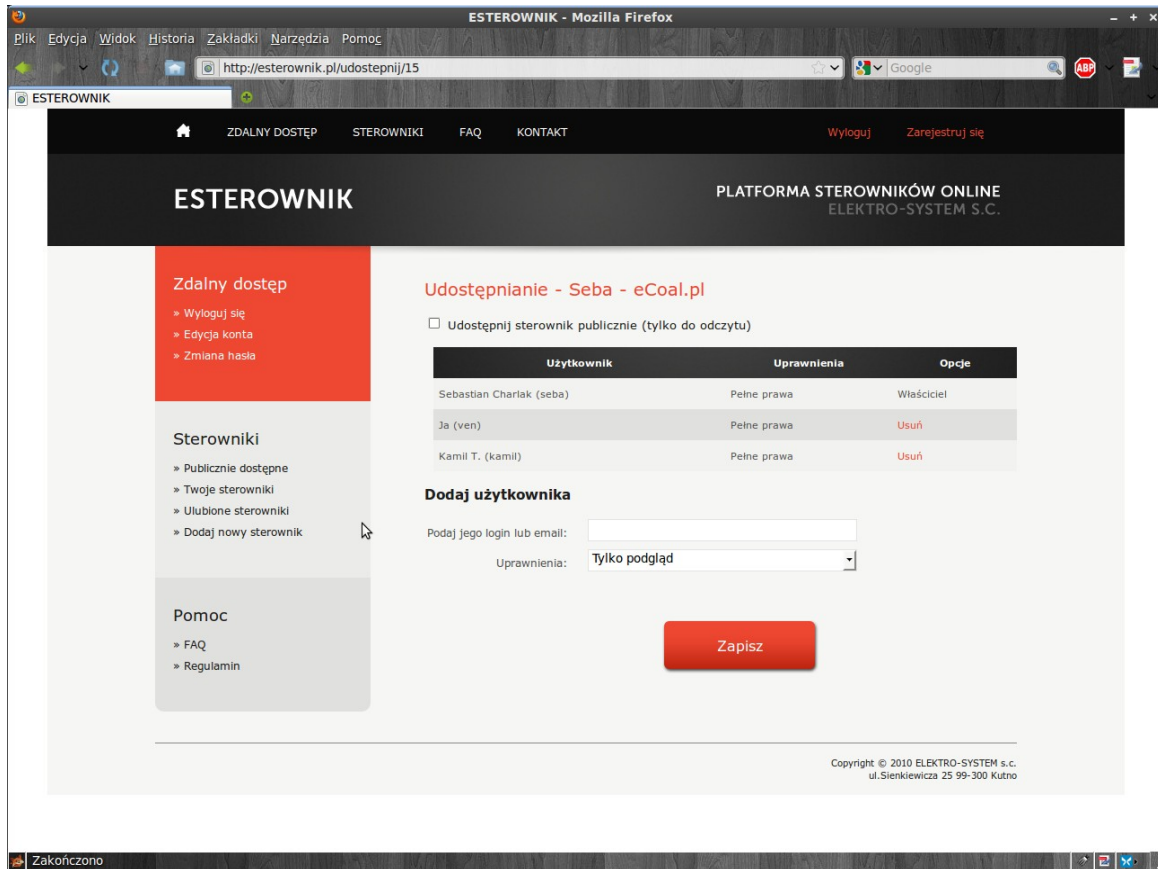 ESTEROWNIK - Mozilla Firefox
Plik Edycja Widok Historia Zakładki Narzędzia Pomoc
http://esterownik.pl/udostepnij/15
Google
ABP
ESTEROWNIK
ZDALNY DOSTĘP STEROWNIKI FAQ KONTAKT Wyloguj Zarejestruj się
ESTEROWNIK
PLATFORMA STEROWNIKÓW ONLINE
ELEKTRO-SYSTEM S.C.
Zdalny dostęp
» Wyloguj się
» Edycja konta
» Zmiana hasła
Sterowniki
» Publicznie dostępne
» Twoje sterowniki
» Ulubione sterowniki
» Dodaj nowy sterownik
Pomoc
» FAQ
» Regulamin
Udostępnianie - Seba - eCoal.pl
Udostępnij sterownik publicznie (tylko do odczytu)
Użytkownik Uprawnienia Opcje
Sebastian Charlak (seba) Pełne prawa Właściciel
Ja (ven) Pełne prawa Usuń
Kamil T. (kamil) Pełne prawa Usuń
Dodaj użytkownika
Podaj jego login lub email:
Uprawnienia: Tylko podgląd
Zapisz
Copyright © 2010 ELEKTRO-SYSTEM s.c.
ul.Sienkiewicza 25 99-300 Kutno
Zakończono